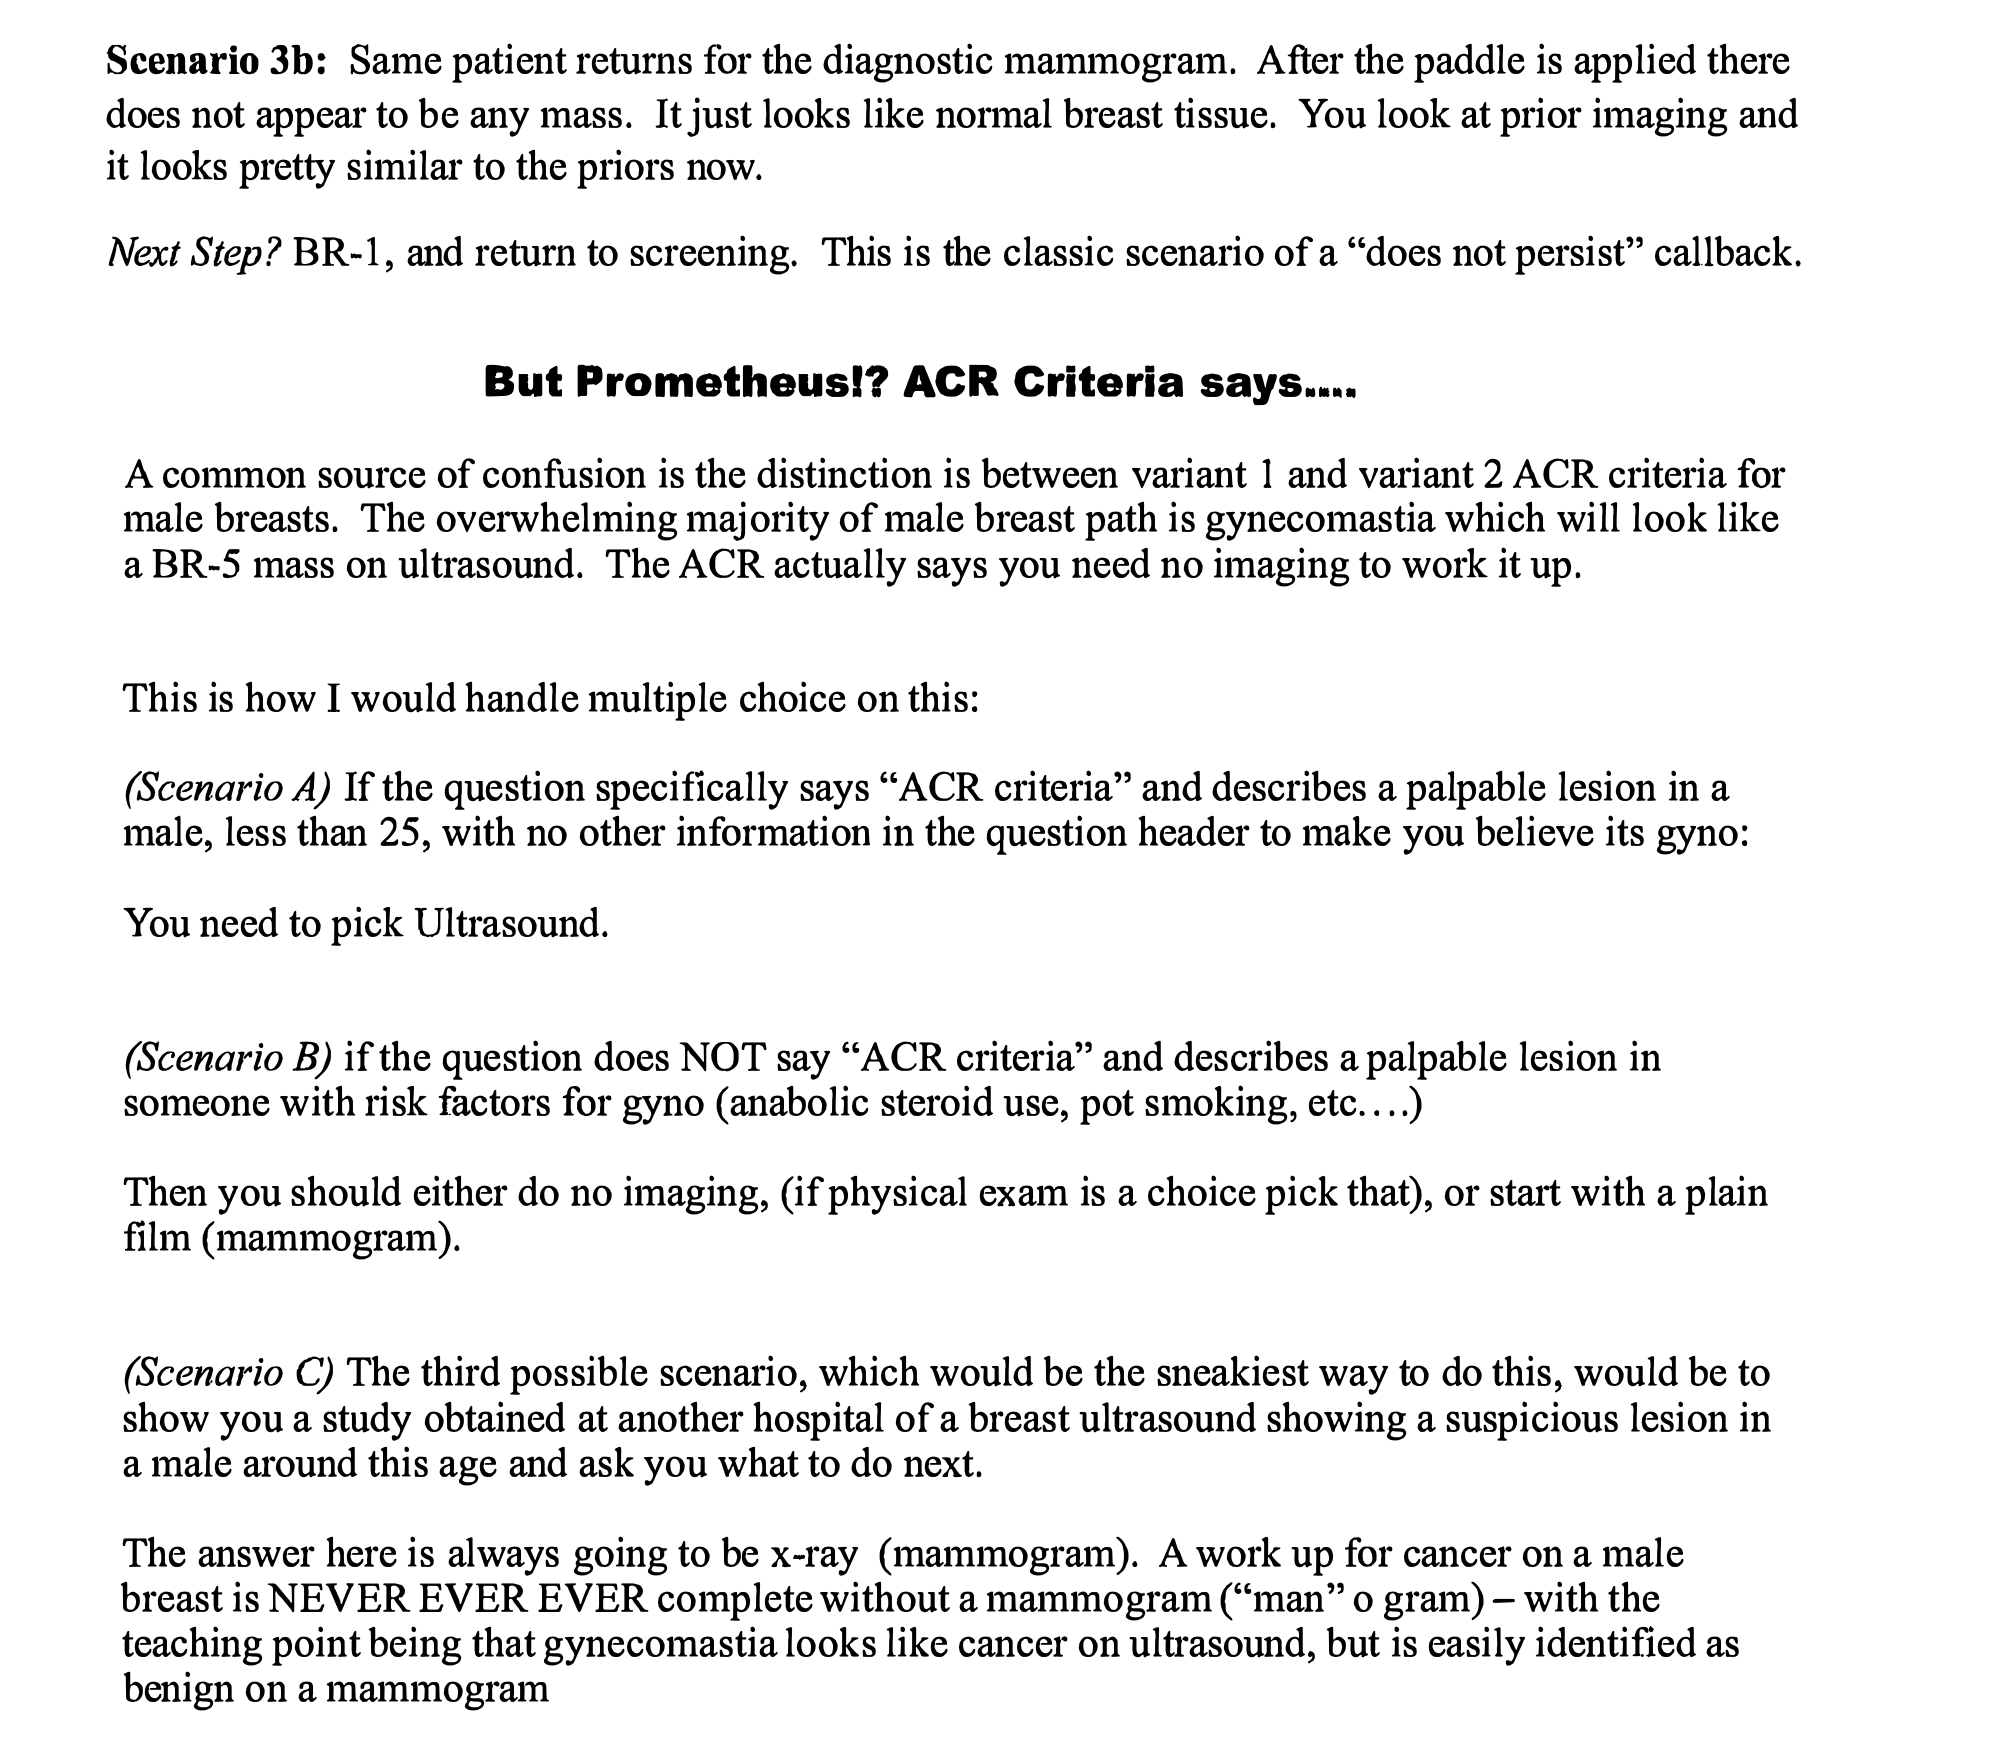 Scenario 3b: Same patient returns for the diagnostic mammogram. After the paddle is applied there
does not appear to be any mass. It just looks like normal breast tissue. You look at prior imaging and
it looks pretty similar to the priors now.
Next Step? BR-1, and return to screening. This is the classic scenario of a “does not persist” callback.
But Prometheus!? ACR Criteria says....
A common source of confusion is the distinction is between variant 1 and variant 2 ACR criteria for
male breasts. The overwhelming majority of male breast path is gynecomastia which will look like
a BR-5 mass on ultrasound. The ACR actually says you need no imaging to work it up.
This is how I would handle multiple choice on this:
(Scenario A) If the question specifically says “ACR criteria” and describes a palpable lesion in a
male, less than 25, with no other information in the question header to make you believe its gyno:
You need to pick Ultrasound.
(Scenario B) if the question does NOT say “ACR criteria” and describes a palpable lesion in
someone with risk factors for gyno (anabolic steroid use, pot smoking, etc....)
Then you should either do no imaging, (if physical exam is a choice pick that), or start with a plain
film (mammogram).
(Scenario C) The third possible scenario, which would be the sneakiest way to do this, would be to
show you a study obtained at another hospital of a breast ultrasound showing a suspicious lesion in
a male around this age and ask you what to do next.
The answer here is always going to be x-ray (mammogram). A work up for cancer on a male
breast is NEVER EVER EVER complete without a mammogram (“man” o gram) – with the
teaching point being that gynecomastia looks like cancer on ultrasound, but is easily identified as
benign on a mammogram